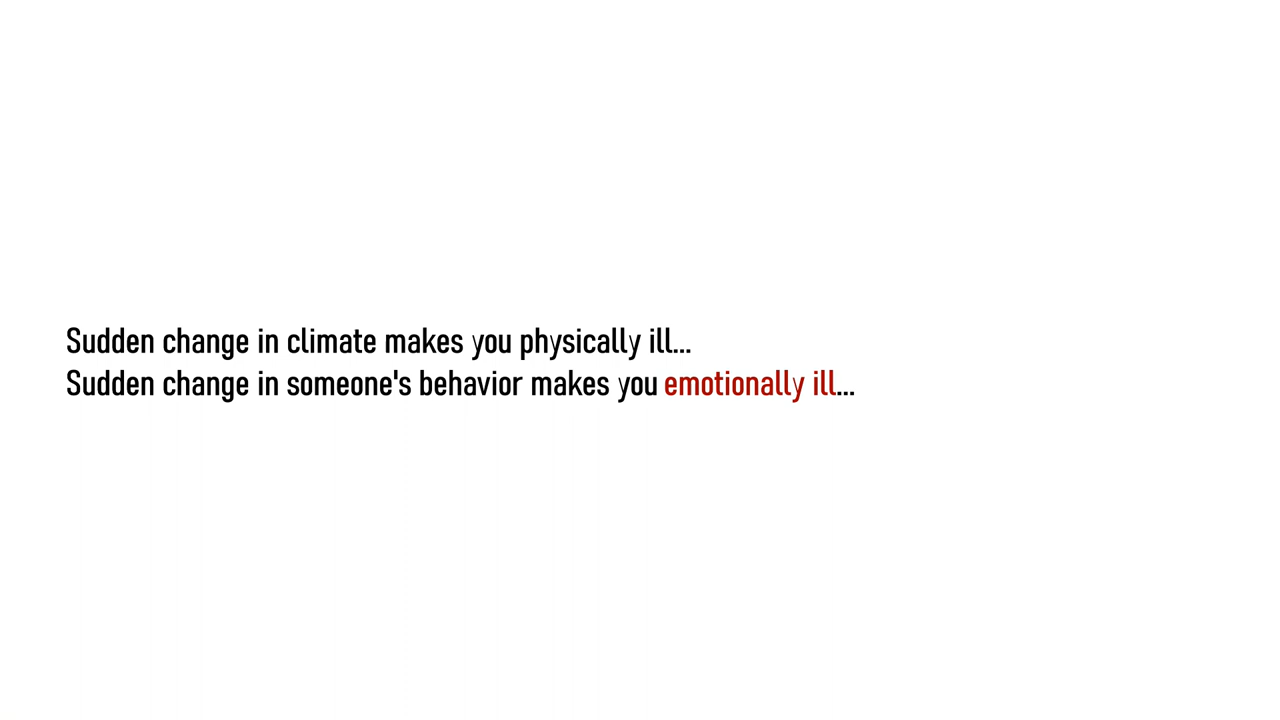 Sudden change in climate makes you physically ill...
Sudden change in someone's behavior makes you emotionally ill...